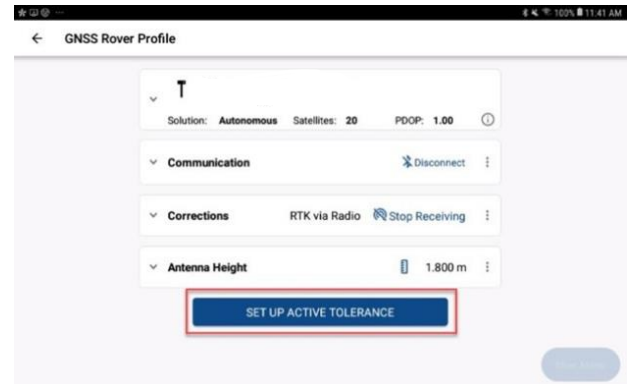 100% 11:41 AM
GNSS Rover Profile
Solution: Autonomous Satellites: 20 PDOP: 1.00
Communication Disconnect
Corrections RTK via Radio Stop Receiving
Antenna Height 1.800 m
SET UP ACTIVE TOLERANCE